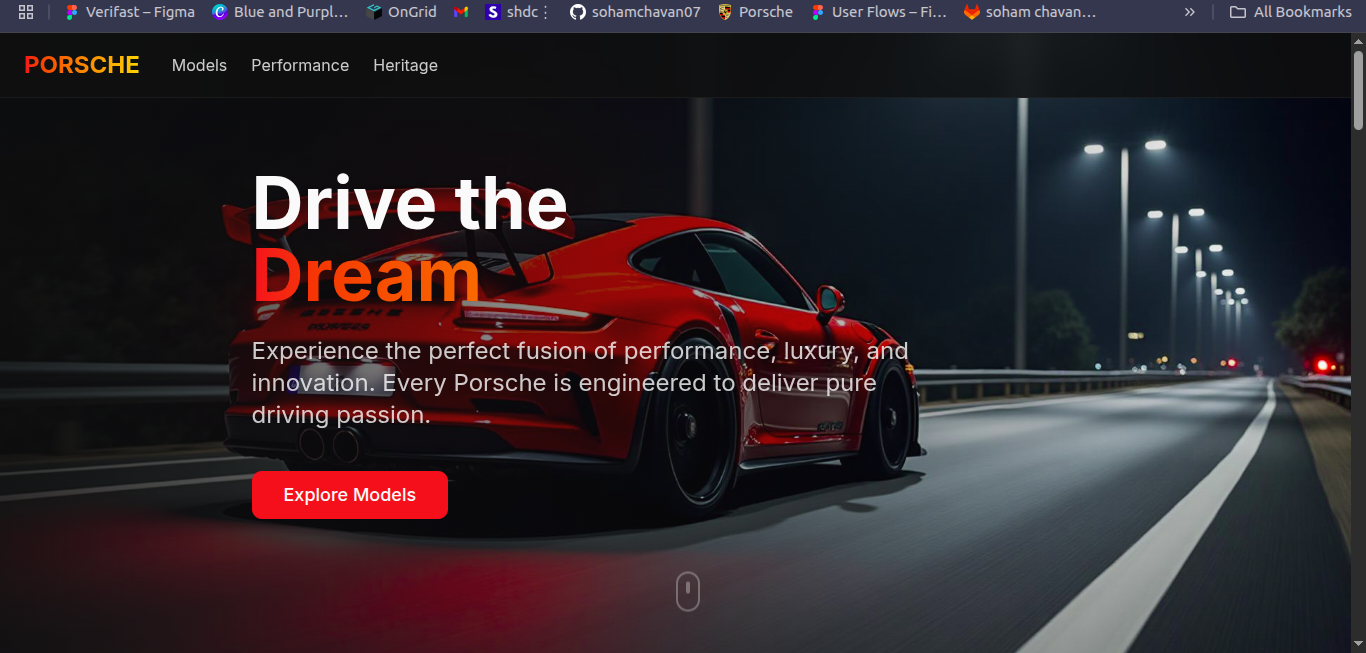 Verifast – Figma
Blue and Purpl...
OnGrid
shdc ⋮
sohamchavan07
Porsche
User Flows – Fi...
soham chavan...
»
All Bookmarks
PORSCHE
Models
Performance
Heritage
Drive the
Dream
Experience the perfect fusion of performance, luxury, and
innovation. Every Porsche is engineered to deliver pure
driving passion.
Explore Models